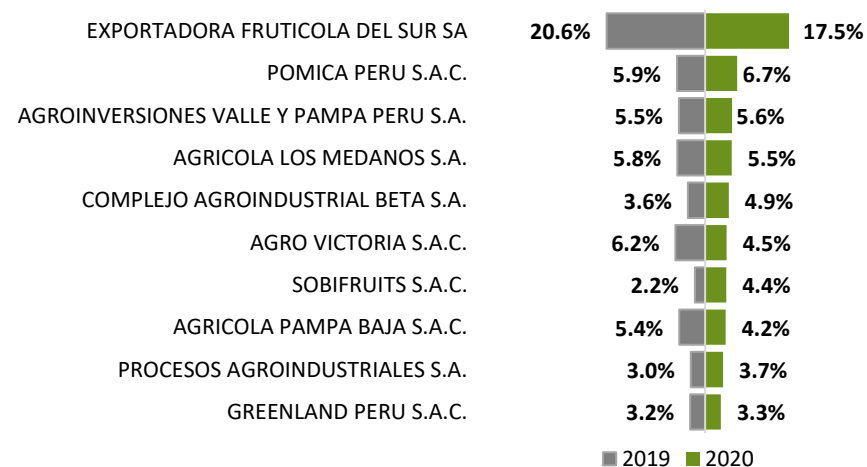 EXPORTADORA FRUTICOLA DEL SUR SA 20.6% 17.5%
POMICA PERU S.A.C. 5.9% 6.7%
AGROINVERSIONES VALLE Y PAMPA PERU S.A. 5.5% 5.6%
AGRICOLA LOS MEDANOS S.A. 5.8% 5.5%
COMPLEJO AGROINDUSTRIAL BETA S.A. 3.6% 4.9%
AGRO VICTORIA S.A.C. 6.2% 4.5%
SOBIFRUITS S.A.C. 2.2% 4.4%
AGRICOLA PAMPA BAJA S.A.C. 5.4% 4.2%
PROCESOS AGROINDUSTRIALES S.A. 3.0% 3.7%
GREENLAND PERU S.A.C. 3.2% 3.3%
2019 2020